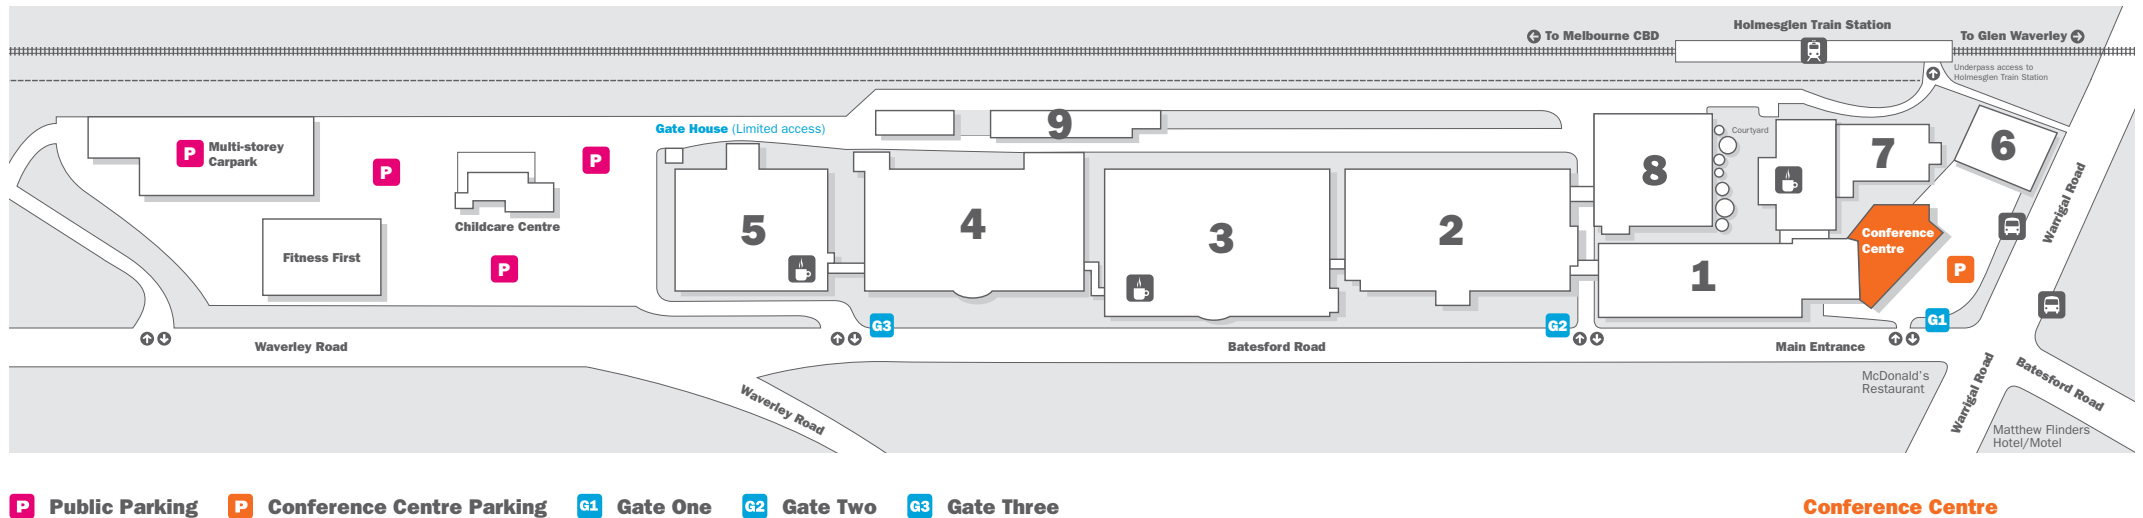 Holmesglen Train Station
To Melbourne CBD
To Glen Waverley
Underpass access to
Holmesglen Train Station
Gate House (Limited access)
9
Courtyard
P
Multi-storey
Carpark
P
P
8
7
6
Childcare Centre
Warrigal Road
5
4
3
2
Conference
Centre
Fitness First
P
P
1
G3
G2
G1
Waverley Road
Batesford Road
Main Entrance
McDonald's
Restaurant
Waverley Road
Warrigal Road
Batesford Road
Matthew Flinders
Hotel/Motel
P Public Parking
P Conference Centre Parking
G1 Gate One
G2 Gate Two
G3 Gate Three
Conference Centre